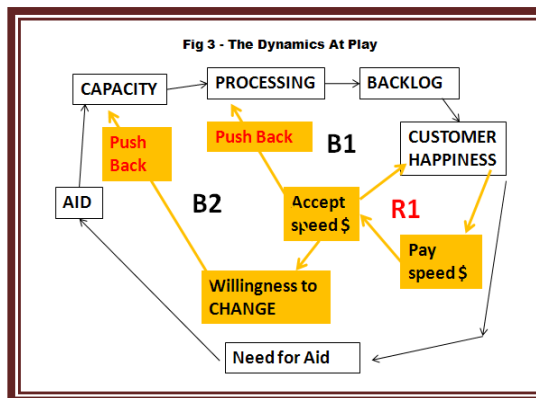 Fig 3 - The Dynamics At Play
CAPACITY
PROCESSING
BACKLOG
Push
Back
Push Back
B1
CUSTOMER
HAPPINESS
AID
B2
Accept
speed $
R1
Pay
speed $
Willingness to
CHANGE
Need for Aid